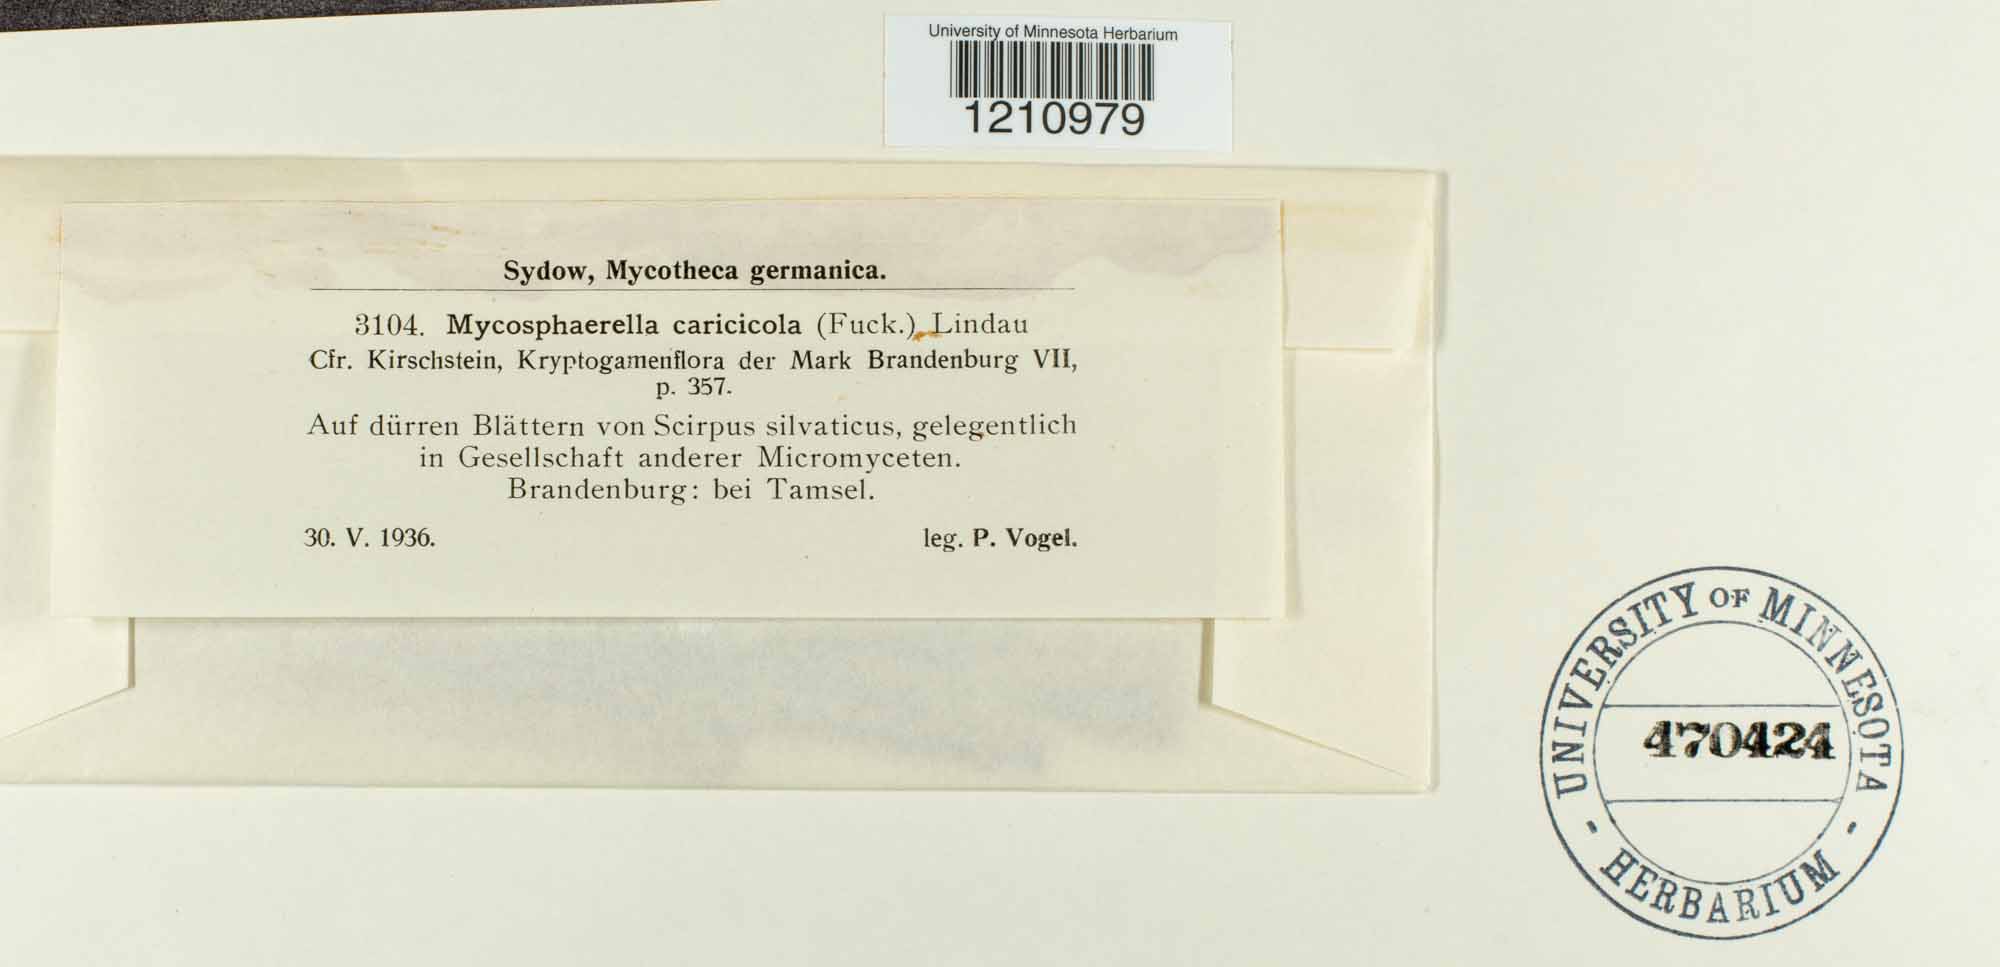 University of Minnesota Herbarium
1210979
Sydow, Mycotheca germanica.
3104. Mycosphaerella caricicola (Fuck.) Lindau
Cfr. Kirschstein, Kryptogamenflora der Mark Brandenburg VII,
p. 357.
Auf dürren Blättern von Scirpus silvaticus, gelegentlich
in Gesellschaft anderer Micromyceten.
Brandenburg: bei Tamsel.
30. V. 1936. leg. P. Vogel.
UNIVERSITY OF MINNESOTA
470424
- HERBARIUM -